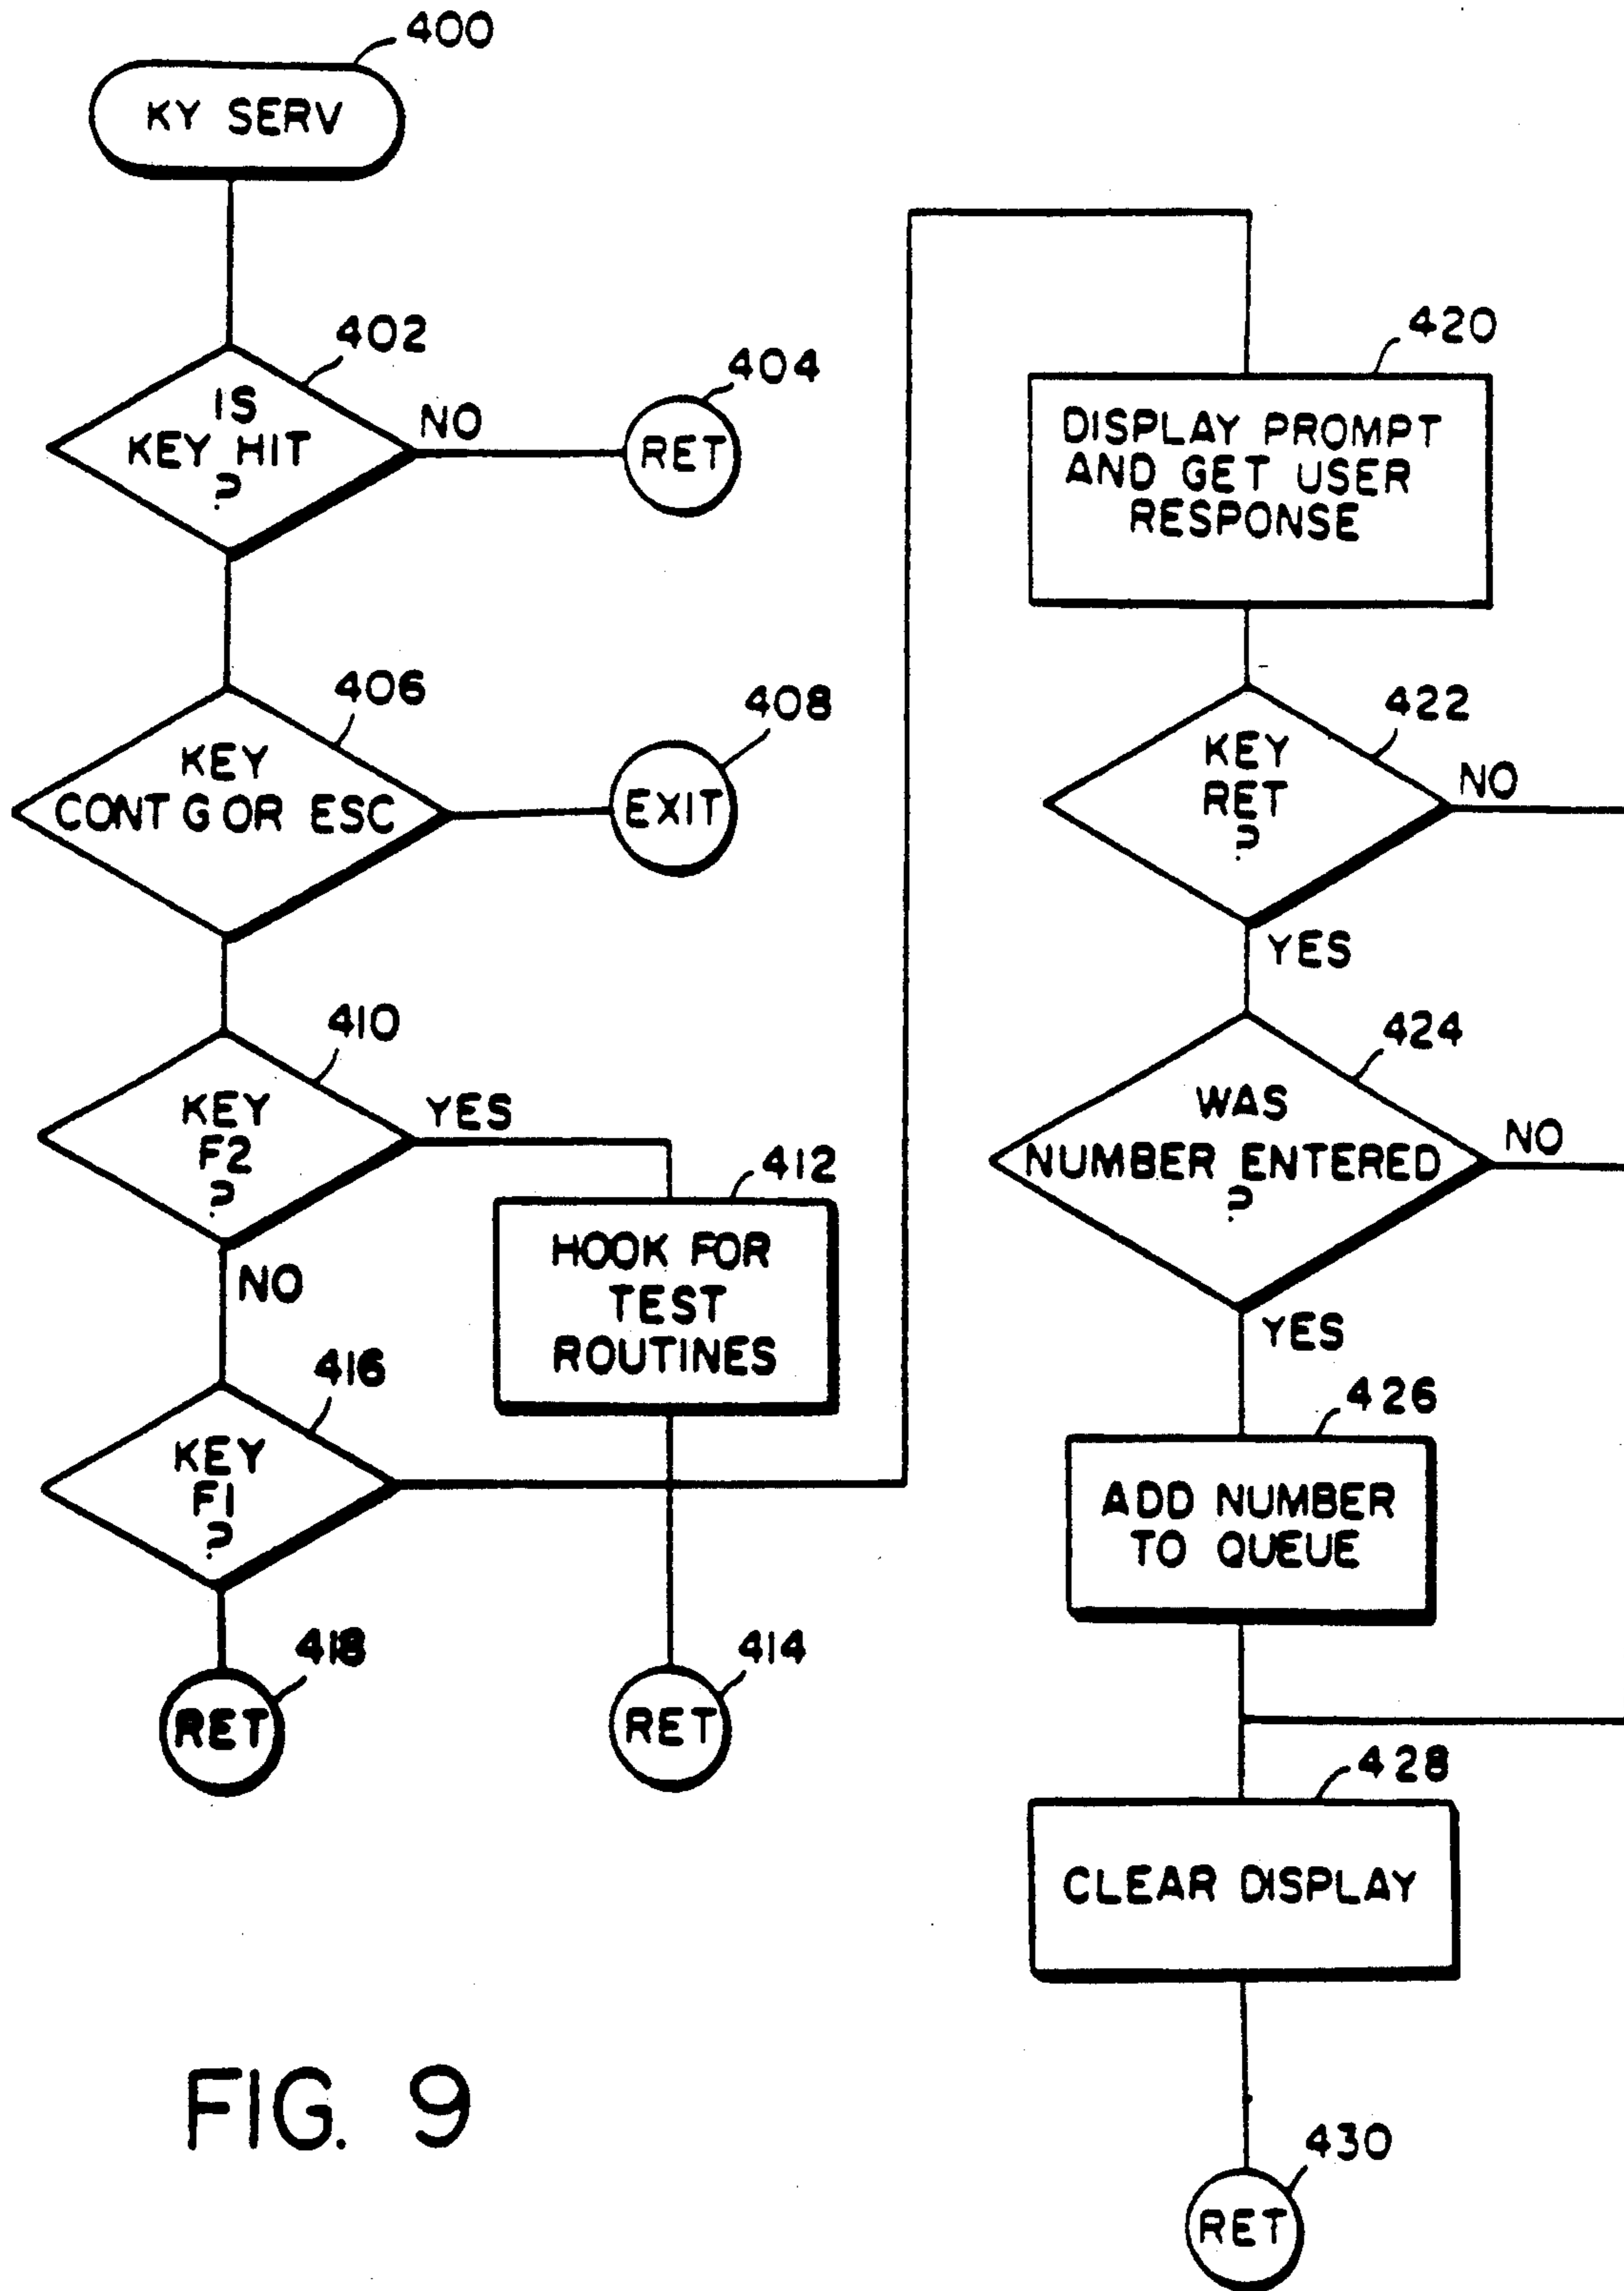 400
KY SERV
402
IS
KEY HIT
?
NO
404
RET
406
KEY
CONT G OR ESC
408
EXIT
410
KEY
F2
?
YES
412
HOOK FOR
TEST
ROUTINES
NO
416
KEY
F1
?
418
RET
414
RET
420
DISPLAY PROMPT
AND GET USER
RESPONSE
422
KEY
RET
?
NO
YES
424
WAS
NUMBER ENTERED
?
NO
YES
426
ADD NUMBER
TO QUEUE
428
CLEAR DISPLAY
430
RET
FIG. 9